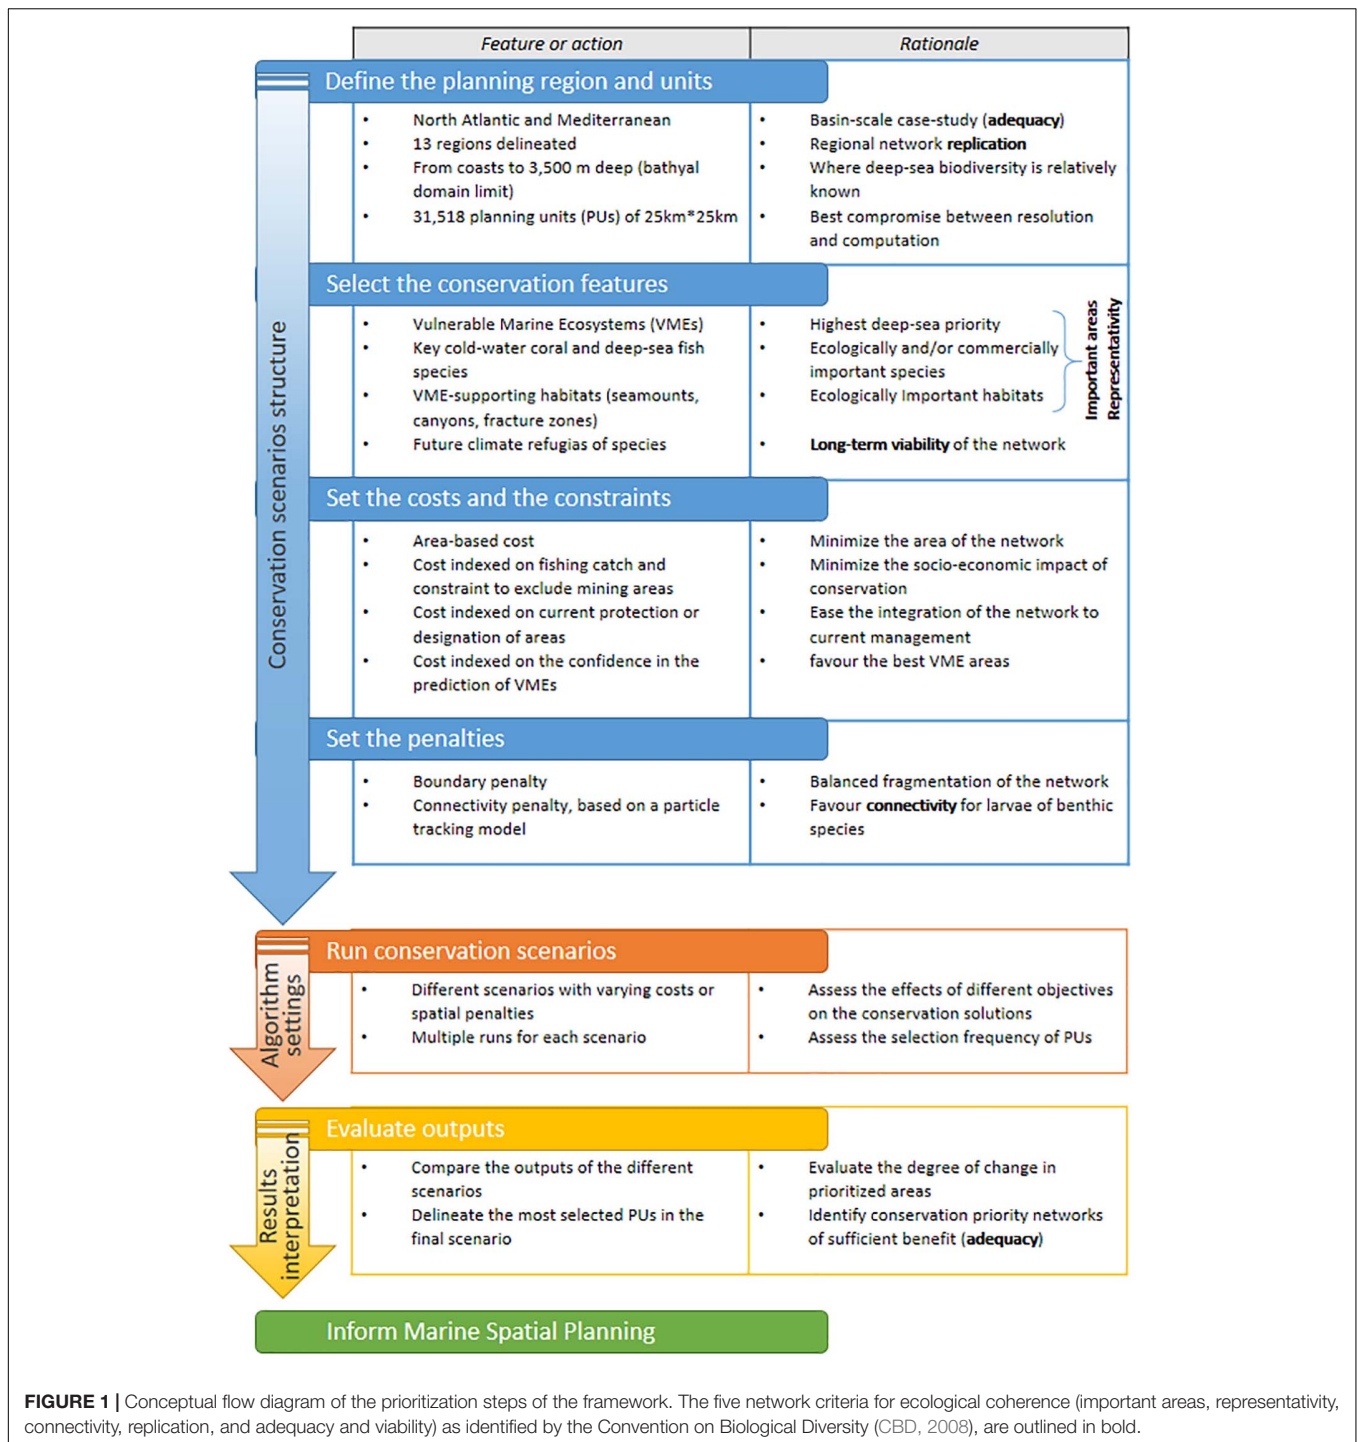 Feature or action
Rationale
Define the planning region and units
• North Atlantic and Mediterranean
• 13 regions delineated
• From coasts to 3,500 m deep (bathyal
domain limit)
• 31,518 planning units (PUs) of 25km*25km
• Basin-scale case-study (adequacy)
• Regional network replication
• Where deep-sea biodiversity is relatively
known
• Best compromise between resolution
and computation
Select the conservation features
• Vulnerable Marine Ecosystems (VMEs)
• Key cold-water coral and deep-sea fish
species
• VME-supporting habitats (seamounts,
canyons, fracture zones)
• Future climate refugias of species
• Highest deep-sea priority
• Ecologically and/or commercially
important species
• Ecologically Important habitats
• Long-term viability of the network
Important areas
Representativity
Set the costs and the constraints
• Area-based cost
• Cost indexed on fishing catch and
constraint to exclude mining areas
• Cost indexed on current protection or
designation of areas
• Cost indexed on the confidence in the
prediction of VMEs
• Minimize the area of the network
• Minimize the socio-economic impact of
conservation
• Ease the integration of the network to
current management
• favour the best VME areas
Set the penalties
• Boundary penalty
• Connectivity penalty, based on a particle
tracking model
• Balanced fragmentation of the network
• Favour connectivity for larvae of benthic
species
Conservation scenarios structure
Run conservation scenarios
• Different scenarios with varying costs or
spatial penalties
• Multiple runs for each scenario
• Assess the effects of different objectives
on the conservation solutions
• Assess the selection frequency of PUs
Algorithm
settings
Evaluate outputs
• Compare the outputs of the different
scenarios
• Delineate the most selected PUs in the
final scenario
• Evaluate the degree of change in
prioritized areas
• Identify conservation priority networks
of sufficient benefit (adequacy)
Results
interpretation
Inform Marine Spatial Planning
FIGURE 1 | Conceptual flow diagram of the prioritization steps of the framework. The five network criteria for ecological coherence (important areas, representativity,
connectivity, replication, and adequacy and viability) as identified by the Convention on Biological Diversity (CBD, 2008), are outlined in bold.